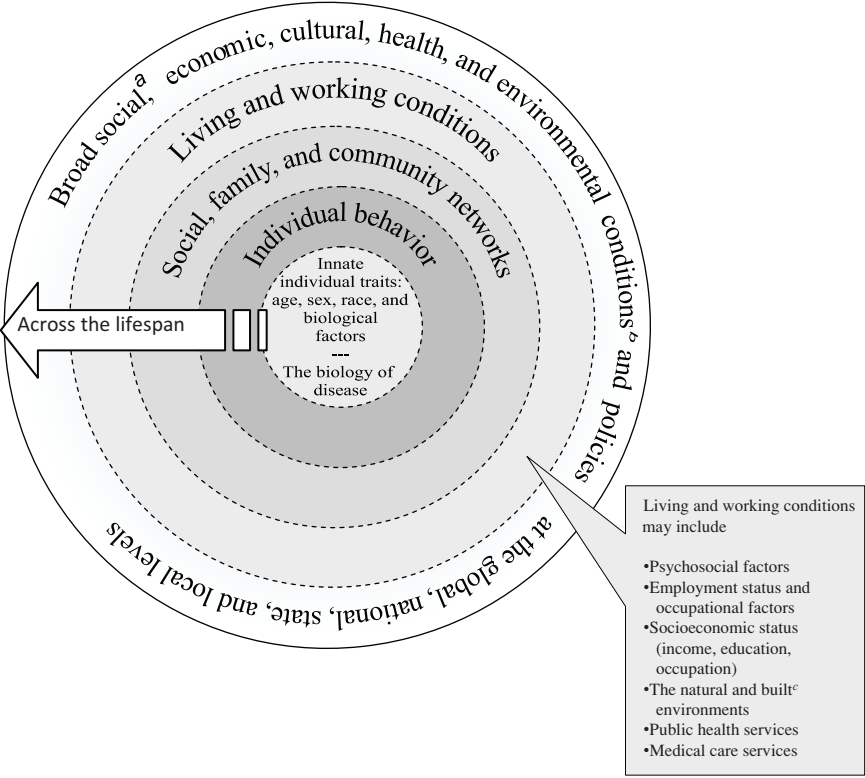 Broad social,a economic, cultural, health, and environmental conditionsb and policies
at the global, national, state, and local levels
Living and working conditions
Social, family, and community networks
Individual behavior
Innate
individual traits:
age, sex, race, and
biological
factors
---
The biology of
disease
Across the lifespan
Living and working conditions
may include
•Psychosocial factors
•Employment status and
occupational factors
•Socioeconomic status
(income, education,
occupation)
•The natural and builtc
environments
•Public health services
•Medical care services